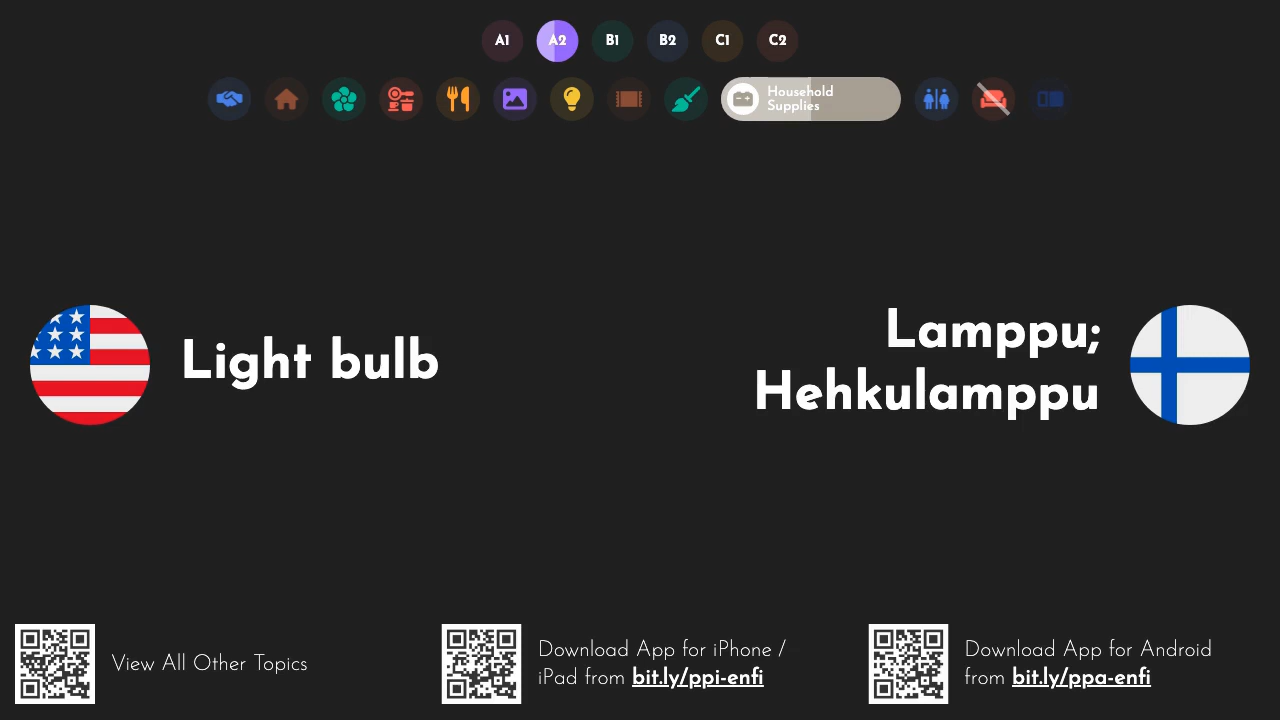 A1 A2 B1 B2 C1 C2
Household
Supplies
Light bulb
Lamppu;
Hehkulamppu
View All Other Topics
Download App for iPhone /
iPad from bit.ly/ppi-enfi
Download App for Android
from bit.ly/ppa-enfi